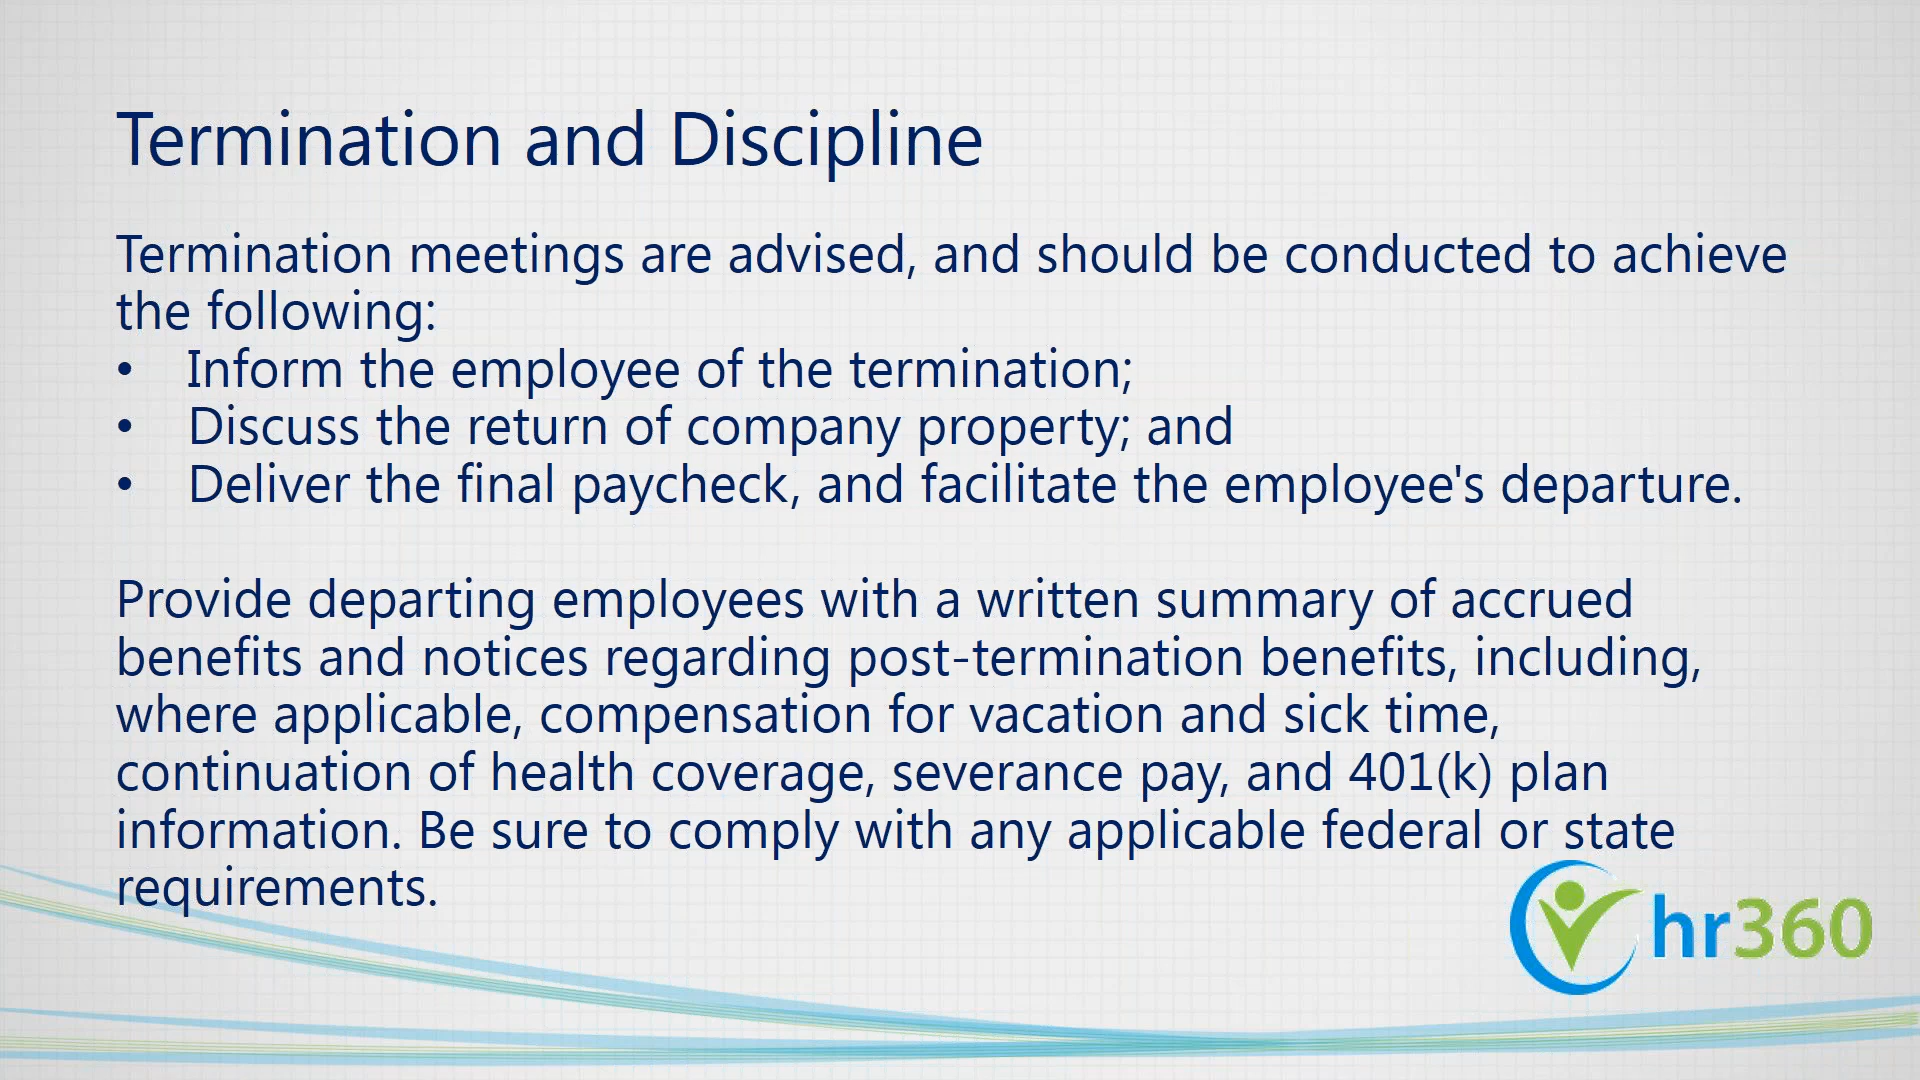 Termination and Discipline
Termination meetings are advised, and should be conducted to achieve
the following:
• Inform the employee of the termination;
• Discuss the return of company property; and
• Deliver the final paycheck, and facilitate the employee's departure.
Provide departing employees with a written summary of accrued
benefits and notices regarding post-termination benefits, including,
where applicable, compensation for vacation and sick time,
continuation of health coverage, severance pay, and 401(k) plan
information. Be sure to comply with any applicable federal or state
requirements.
hr360